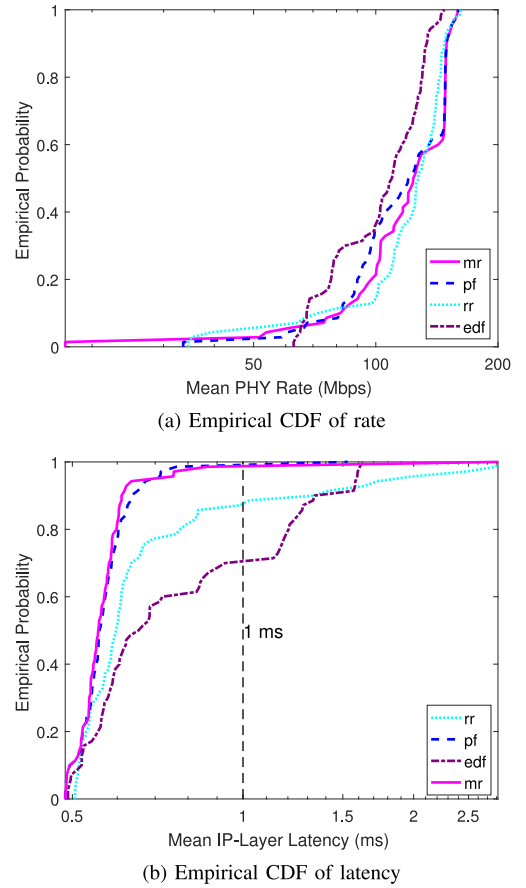 1
0.8
0.6
0.4
0.2
0
Empirical Probability
mr
pf
rr
edf
50
100
200
Mean PHY Rate (Mbps)
(a) Empirical CDF of rate
1
0.8
0.6
0.4
0.2
0
Empirical Probability
1 ms
rr
pf
edf
mr
0.5
1
1.5
2
2.5
Mean IP-Layer Latency (ms)
(b) Empirical CDF of latency